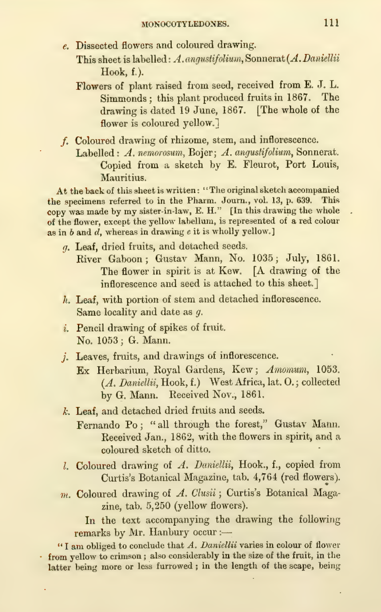 MONOCOTYLEDONES. 111
e. Dissected flowers and coloured drawing.
This sheet is labelled: A. angustifolium, Sonnerat (A. Daniellii
Hook, f.).
Flowers of plant raised from seed, received from E. J. L.
Simmonds; this plant produced fruits in 1867. The
drawing is dated 19 June, 1867. [The whole of the
flower is coloured yellow.]
f. Coloured drawing of rhizome, stem, and inflorescence.
Labelled: A. nemorosum, Bojer; A. angustifolium, Sonnerat.
Copied from a sketch by E. Fleurot, Port Louis,
Mauritius.
At the back of this sheet is written: "The original sketch accompanied
the specimens referred to in the Pharm. Journ., vol. 13, p. 639. This
copy was made by my sister-in-law, E. H." [In this drawing the whole
of the flower, except the yellow labellum, is represented of a red colour
as in b and d, whereas in drawing e it is wholly yellow.]
g. Leaf, dried fruits, and detached seeds.
River Gaboon; Gustav Mann, No. 1035; July, 1861.
The flower in spirit is at Kew. [A drawing of the
inflorescence and seed is attached to this sheet.]
h. Leaf, with portion of stem and detached inflorescence.
Same locality and date as g.
i. Pencil drawing of spikes of fruit.
No. 1053; G. Mann.
j. Leaves, fruits, and drawings of inflorescence.
Ex Herbarium, Royal Gardens, Kew; Amomum, 1053.
(A. Daniellii, Hook, f.) West Africa, lat. O.; collected
by G. Mann. Received Nov., 1861.
k. Leaf, and detached dried fruits and seeds.
Fernando Po; "all through the forest," Gustav Mann.
Received Jan., 1862, with the flowers in spirit, and a
coloured sketch of ditto.
l. Coloured drawing of A. Daniellii, Hook., f., copied from
Curtis's Botanical Magazine, tab. 4,764 (red flowers).
m. Coloured drawing of A. Clusii; Curtis's Botanical Maga-
zine, tab. 5,250 (yellow flowers).
In the text accompanying the drawing the following
remarks by Mr. Hanbury occur:—
"I am obliged to conclude that A. Daniellii varies in colour of flower
from yellow to crimson; also considerably in the size of the fruit, in the
latter being more or less furrowed; in the length of the scape, being